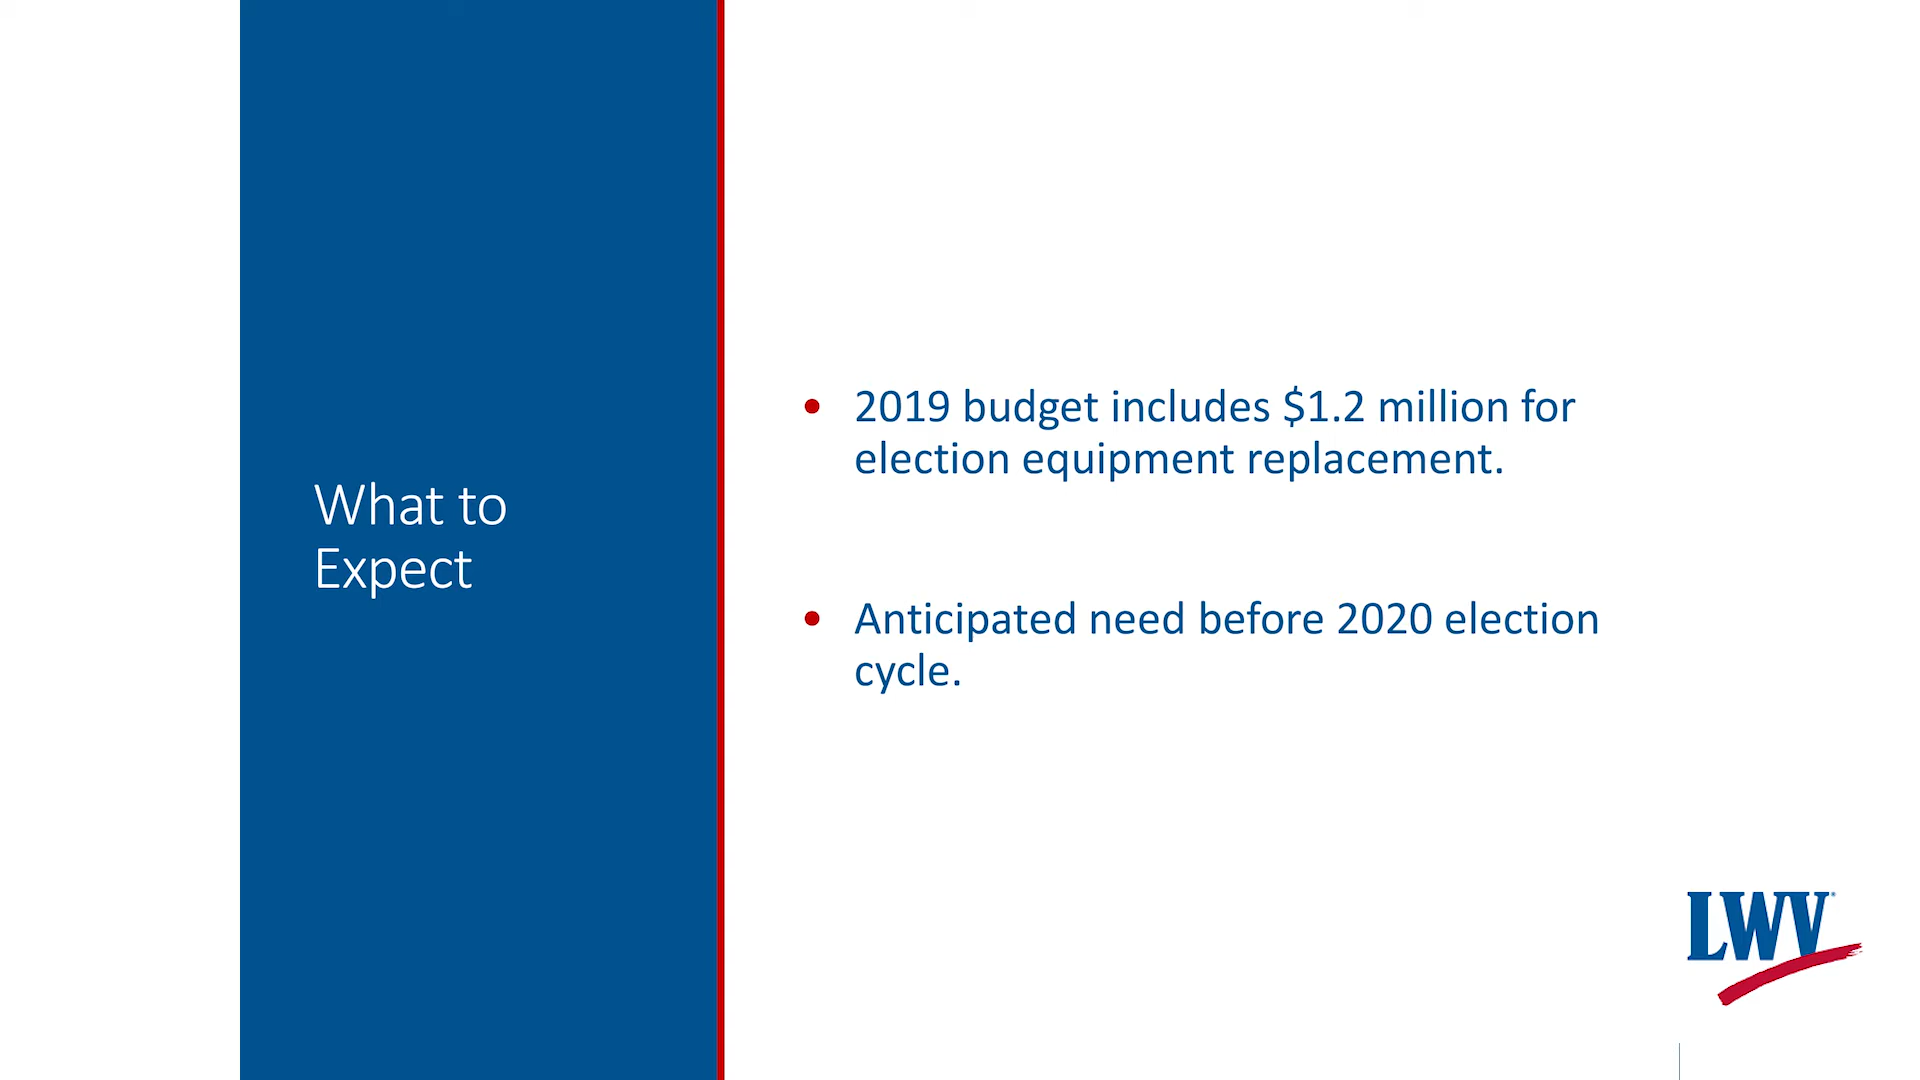 What to
Expect
• 2019 budget includes $1.2 million for
election equipment replacement.
• Anticipated need before 2020 election
cycle.
LWV